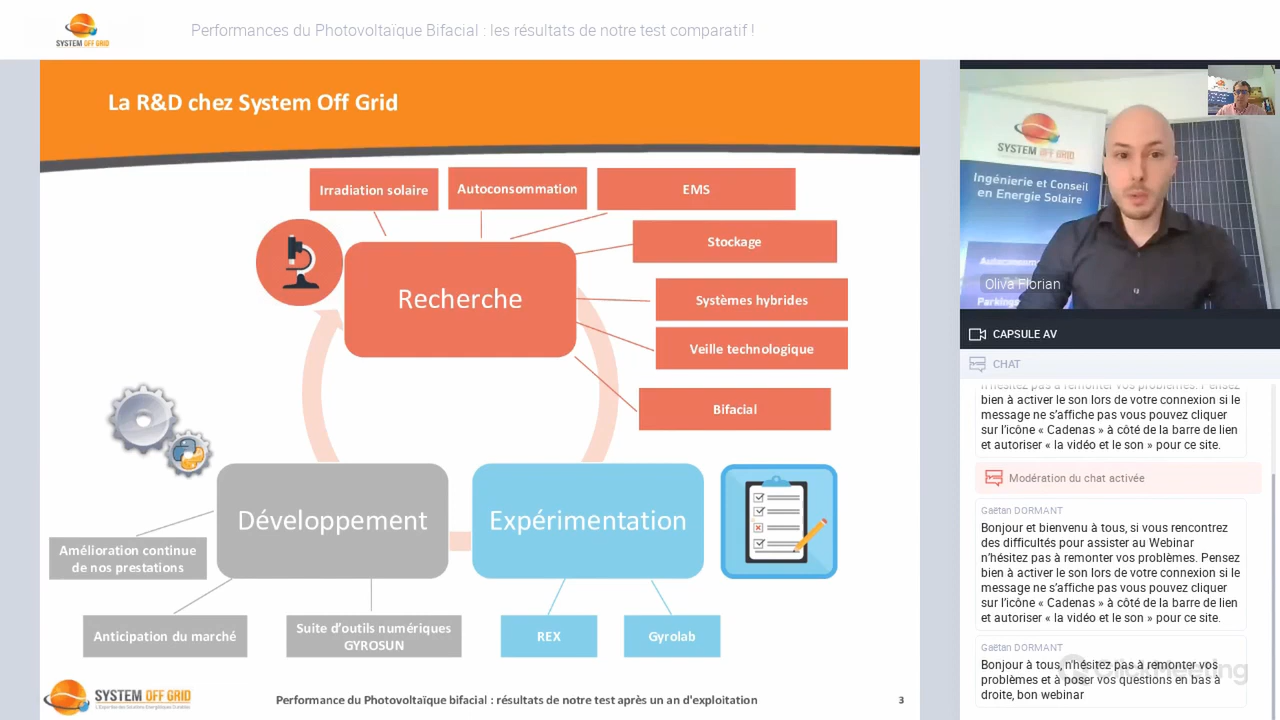 SYSTEM OFF GRID
Performances du Photovoltaïque Bifacial : les résultats de notre test comparatif !
La R&D chez System Off Grid
Irradiation solaire
Autoconsommation
EMS
Stockage
Recherche
Systèmes hybrides
Veille technologique
Bifacial
Développement
Expérimentation
Amélioration continue
de nos prestations
Anticipation du marché
Suite d'outils numériques
GYROSUN
REX
Gyrolab
SYSTEM OFF GRID
Performance du Photovoltaïque bifacial : résultats de notre test après un an d'exploitation
3
SYSTEM OFF GRID
Ingénierie et Conseil
en Energie Solaire
Oliva Florian
Parkings
CAPSULE AV
CHAT
n'hésitez pas à remonter vos problèmes. Pensez
bien à activer le son lors de votre connexion si le
message ne s'affiche pas vous pouvez cliquer
sur l'icône « Cadenas » à côté de la barre de lien
et autoriser « la vidéo et le son » pour ce site.
Modération du chat activée
Gaëtan DORMANT
Bonjour et bienvenu à tous, si vous rencontrez
des difficultés pour assister au Webinar
n'hésitez pas à remonter vos problèmes. Pensez
bien à activer le son lors de votre connexion si le
message ne s'affiche pas vous pouvez cliquer
sur l'icône « Cadenas » à côté de la barre de lien
et autoriser « la vidéo et le son » pour ce site.
Gaëtan DORMANT
Bonjour à tous, n'hésitez pas à remonter vos
problèmes et à poser vos questions en bas à
droite, bon webinar